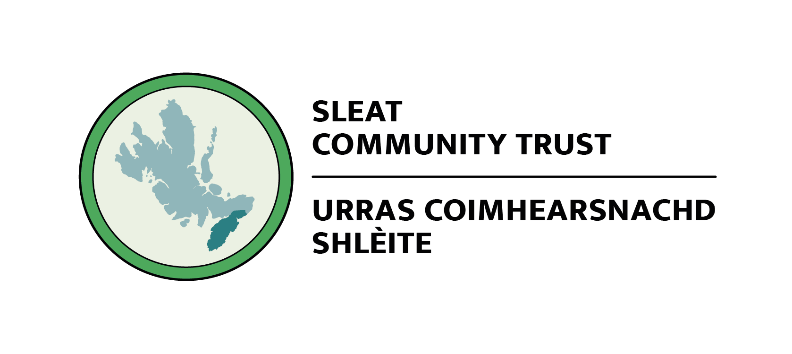 SLEAT
COMMUNITY TRUST
URRAS COIMHEARSNACHD
SHLÈITE